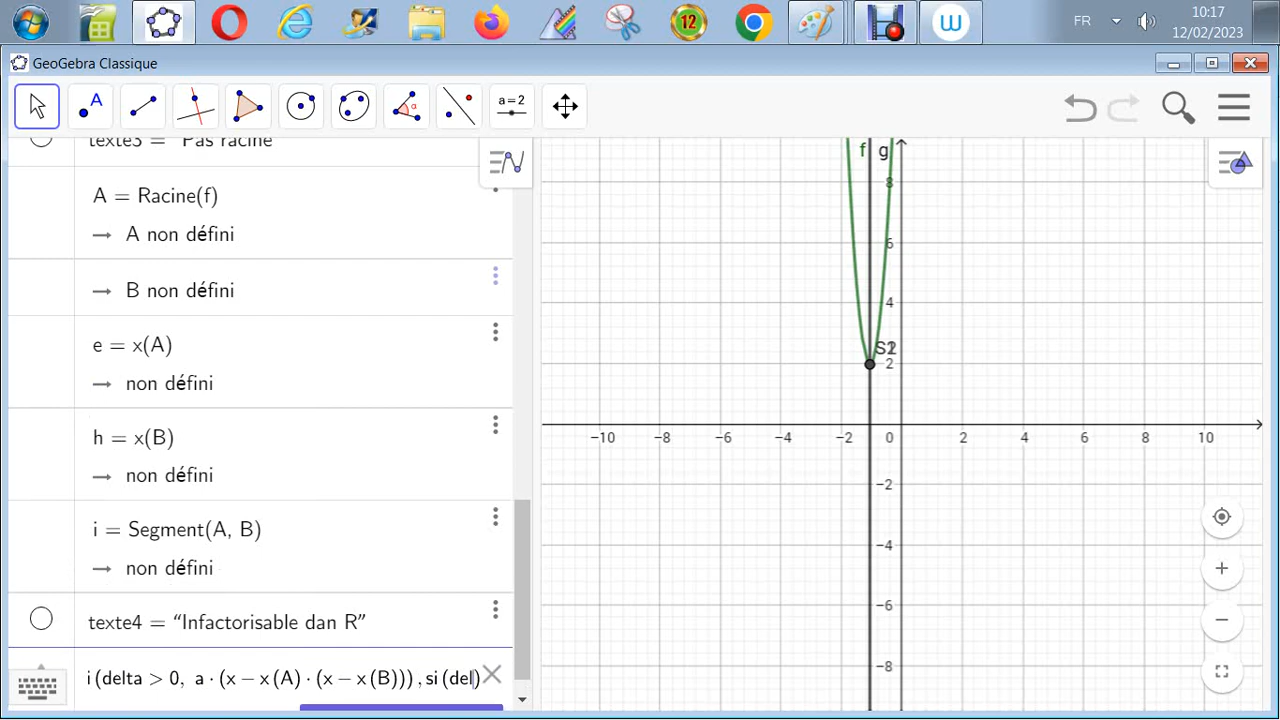 FR
10:17
12/02/2023
12
W
GeoGebra Classique
A
a=2
texte3 = “Pas racine
A = Racine(f)
→ A non défini
→ B non défini
e = x(A)
→ non défini
h = x(B)
→ non défini
i = Segment(A, B)
→ non défini
texte4 = “Infactorisable dan R”
i (delta > 0, a · (x − x (A) · (x − x (B))) , si (del)
f g
8
6
4
2
−10 −8 −6 −4 −2 0 2 4 6 8 10
−2
−4
−6
−8